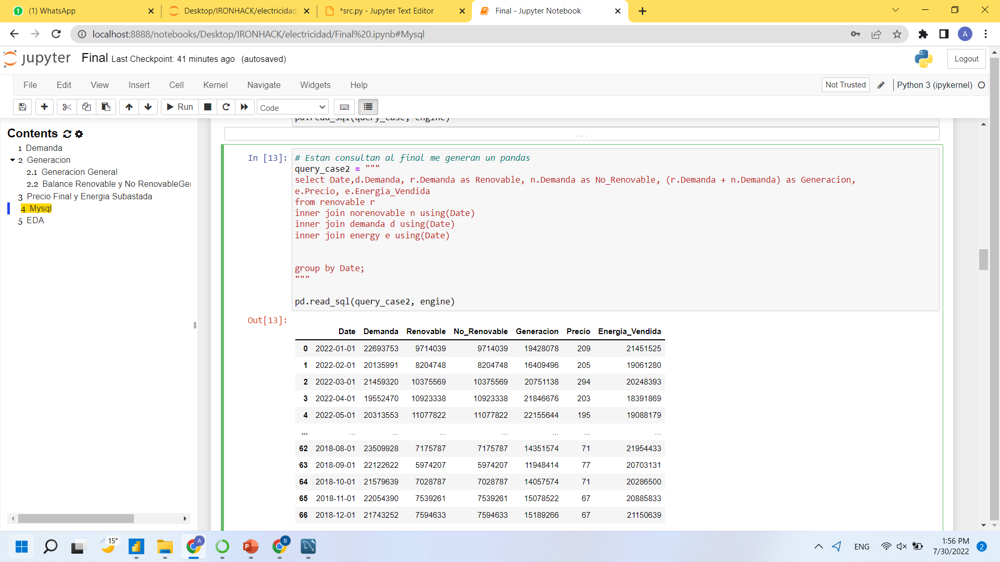 (1) WhatsApp
Desktop/IRONHACK/electricidad
*src.py - Jupyter Text Editor
Final - Jupyter Notebook
localhost:8888/notebooks/Desktop/IRONHACK/electricidad/Final%20.ipynb#Mysql
A
jupyter Final Last Checkpoint: 41 minutes ago (autosaved)
Logout
File Edit View Insert Cell Kernel Navigate Widgets Help
Not Trusted Python 3 (ipykernel)
Run Code
Contents
1 Demanda
2 Generacion
2.1 Generacion General
2.2 Balance Renovable y No RenovableGe
3 Precio Final y Energia Subastada
4 Mysql
5 EDA
pd.read_sql(query_case, engine)
...
In [13]: # Estan consultan al final me generan un pandas
query_case2 = """
select Date,d.Demanda, r.Demanda as Renovable, n.Demanda as No_Renovable, (r.Demanda + n.Demanda) as Generacion,
e.Precio, e.Energia_Vendida
from renovable r
inner join norenovable n using(Date)
inner join demanda d using(Date)
inner join energy e using(Date)
group by Date;
"""
pd.read_sql(query_case2, engine)
Out[13]:
Date Demanda Renovable No_Renovable Generacion Precio Energia_Vendida
0 2022-01-01 22693753 9714039 9714039 19428078 209 21451525
1 2022-02-01 20135991 8204748 8204748 16409496 205 19061280
2 2022-03-01 21459320 10375569 10375569 20751138 294 20248393
3 2022-04-01 19552470 10923338 10923338 21846676 203 18391869
4 2022-05-01 20313553 11077822 11077822 22155644 195 19088179
... ... ... ... ... ... ... ...
62 2018-08-01 23509928 7175787 7175787 14351574 71 21954433
63 2018-09-01 22122622 5974207 5974207 11948414 77 20703131
64 2018-10-01 21579639 7028787 7028787 14057574 71 20286500
65 2018-11-01 22054390 7539261 7539261 15078522 67 20885833
66 2018-12-01 21743252 7594633 7594633 15189266 67 21150639
15°
A
P
B
ENG
1:56 PM
7/30/2022
2